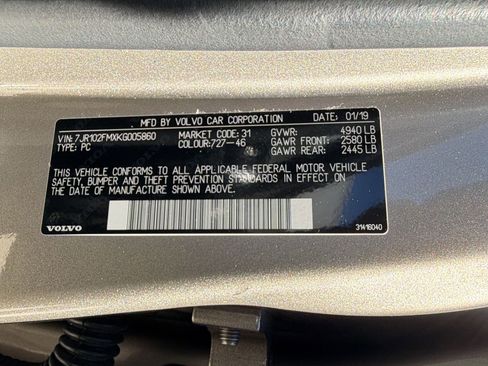 MFD BY VOLVO CAR CORPORATION 01/19
VIN: 7JR102FMXKG005860 MARKET CODE: 31 GVWR: 4940 LB
TYPE: PC COLOUR: 727-46 GAWR FRONT: 2580 LB
GAWR REAR: 2445 LB
THIS VEHICLE CONFORMS TO ALL APPLICABLE FEDERAL MOTOR VEHICLE
SAFETY, BUMPER AND THEFT PREVENTION STANDARDS IN EFFECT ON
THE DATE OF MANUFACTURE SHOWN ABOVE.
VOLVO 31416040